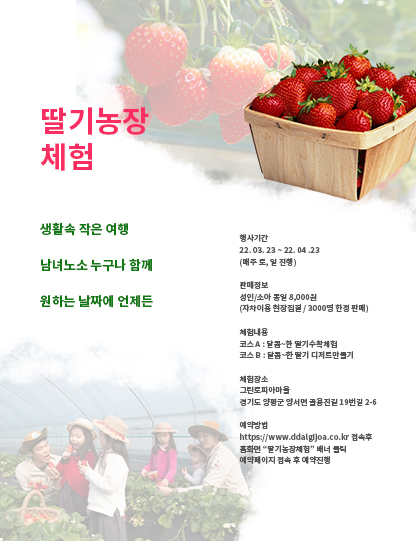 딸기농장
체험
생활속 작은 여행
남녀노소 누구나 함께
원하는 날짜에 언제든
행사기간
22. 03. 23 ~ 22. 04 .23
(매주 토, 일 진행)
판매정보
성인/소아 동일 8,000원
(자차이용 현장집결 / 3000명 한정 판매)
체험내용
코스 A : 달콤~한 딸기수확체험
코스 B : 달콤~한 딸기 디저트만들기
체험장소
그린토피아마을
경기도 양평군 양서면 골용진길 19번길 2-6
예약방법
https://www.ddalgijoa.co.kr 접속후
홈화면 "딸기농장체험" 배너 클릭
예약페이지 접속 후 예약진행